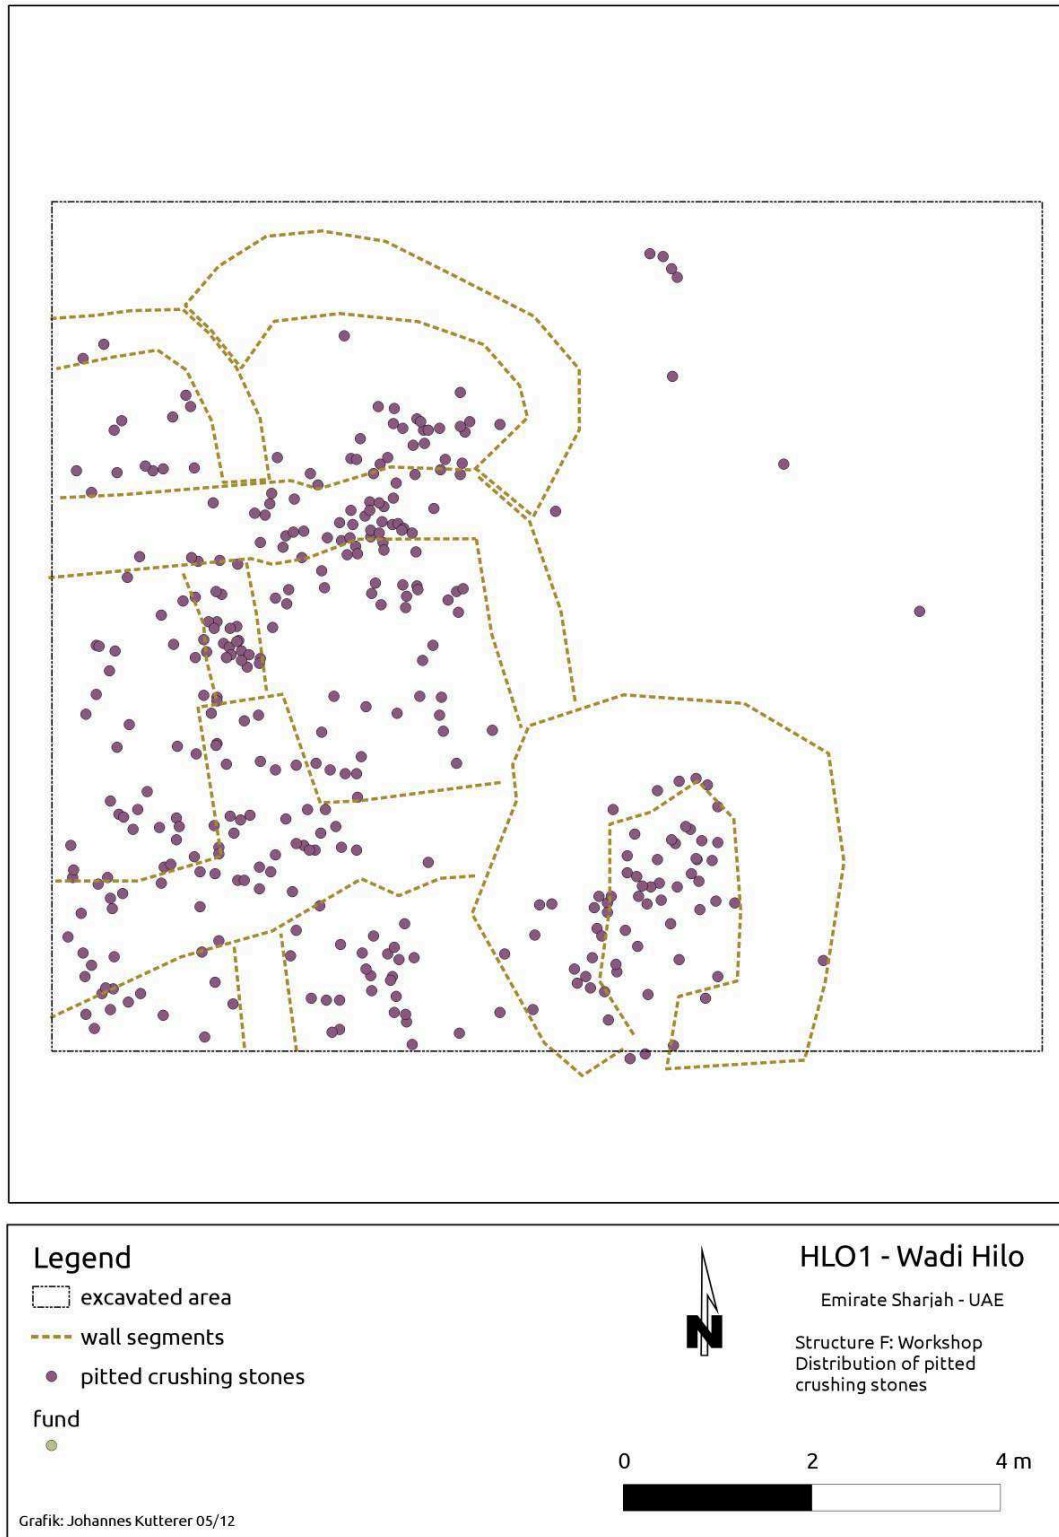 Legend
excavated area
wall segments
pitted crushing stones
fund
Grafik: Johannes Kutterer 05/12
N
HLO1 - Wadi Hilo
Emirate Sharjah - UAE
Structure F: Workshop
Distribution of pitted
crushing stones
0 2 4 m